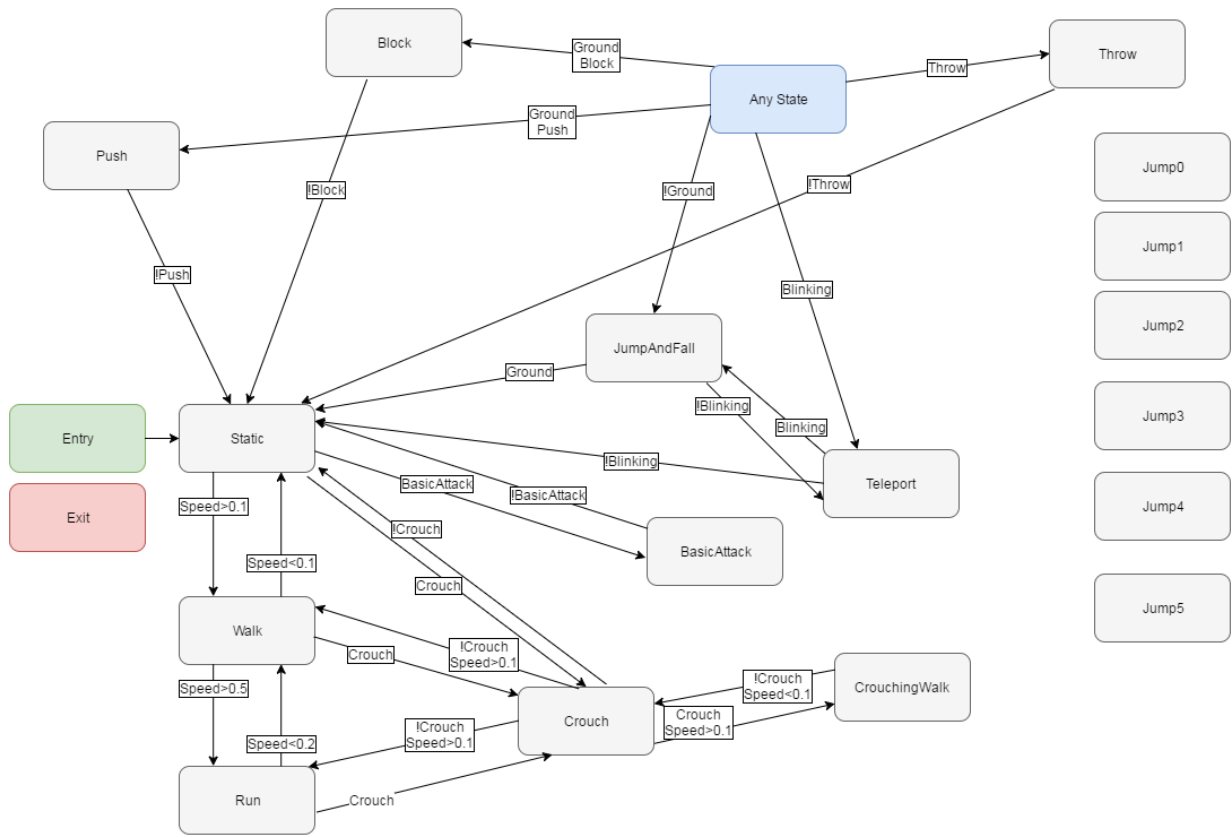 Block
Ground
Block
Throw
Throw
Any State
Ground
Push
Push
Jump0
!Block
!Ground
!Throw
Jump1
!Push
Blinking
Jump2
JumpAndFall
Ground
!Blinking
Blinking
Jump3
Entry
Static
!Blinking
Teleport
BasicAttack
!BasicAttack
Speed>0.1
Exit
Jump4
!Crouch
BasicAttack
Speed<0.1
Crouch
Jump5
Walk
!Crouch
Speed>0.1
Crouch
!Crouch
Speed<0.1
CrouchingWalk
Speed>0.5
Crouch
Crouch
Speed>0.1
!Crouch
Speed>0.1
Speed<0.2
Run
Crouch